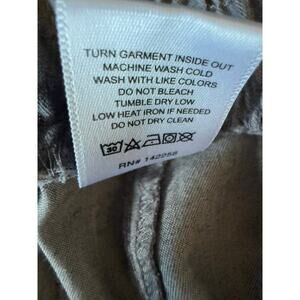 TURN GARMENT INSIDE OUT
MACHINE WASH COLD
WASH WITH LIKE COLORS
DO NOT BLEACH
TUMBLE DRY LOW
LOW HEAT IRON IF NEEDED
DO NOT DRY CLEAN
30
RN# 142256